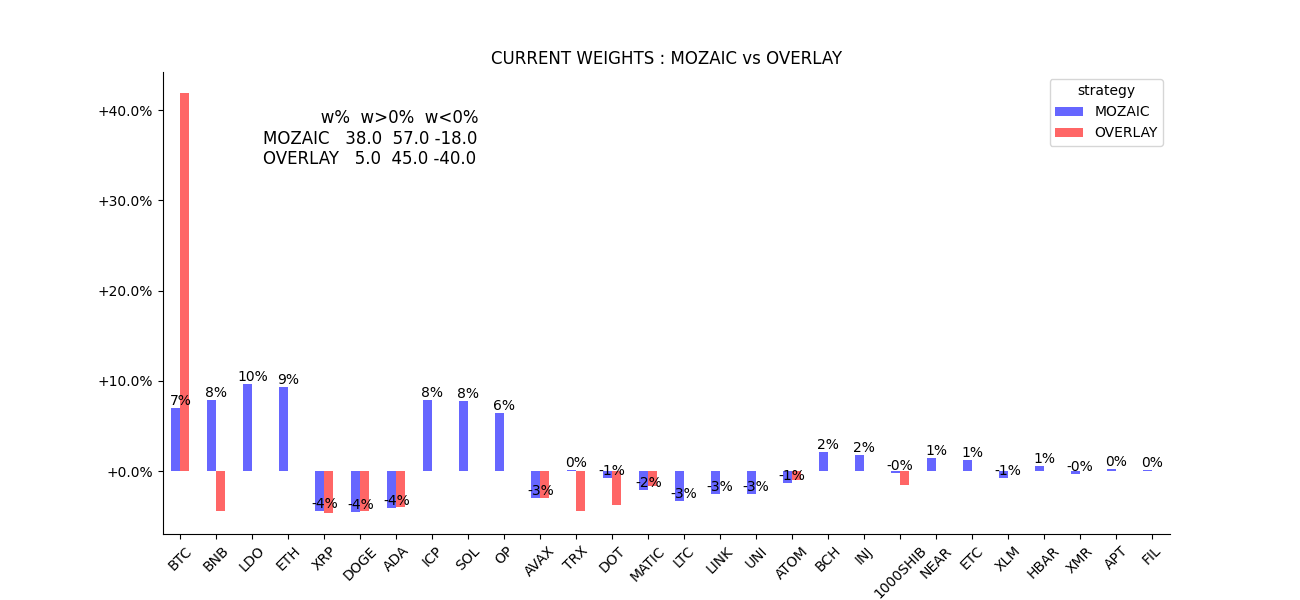 CURRENT WEIGHTS : MOZAIC vs OVERLAY
strategy
MOZAIC
OVERLAY
w% w>0% w<0%
MOZAIC 38.0 57.0 -18.0
OVERLAY 5.0 45.0 -40.0
+40.0%
+30.0%
+20.0%
+10.0%
+0.0%
7% 8% 10% 9% -4% -4% -4% 8% 8% 6% -3% 0% -1% -2% -3% -3% -3% -1% 2% 2% -0% 1% 1% -1% 1% -0% 0% 0%
BTC BNB LDO ETH XRP DOGE ADA ICP SOL OP AVAX TRX DOT MATIC LTC LINK UNI ATOM BCH INJ 1000SHIB NEAR ETC XLM HBAR XMR APT FIL